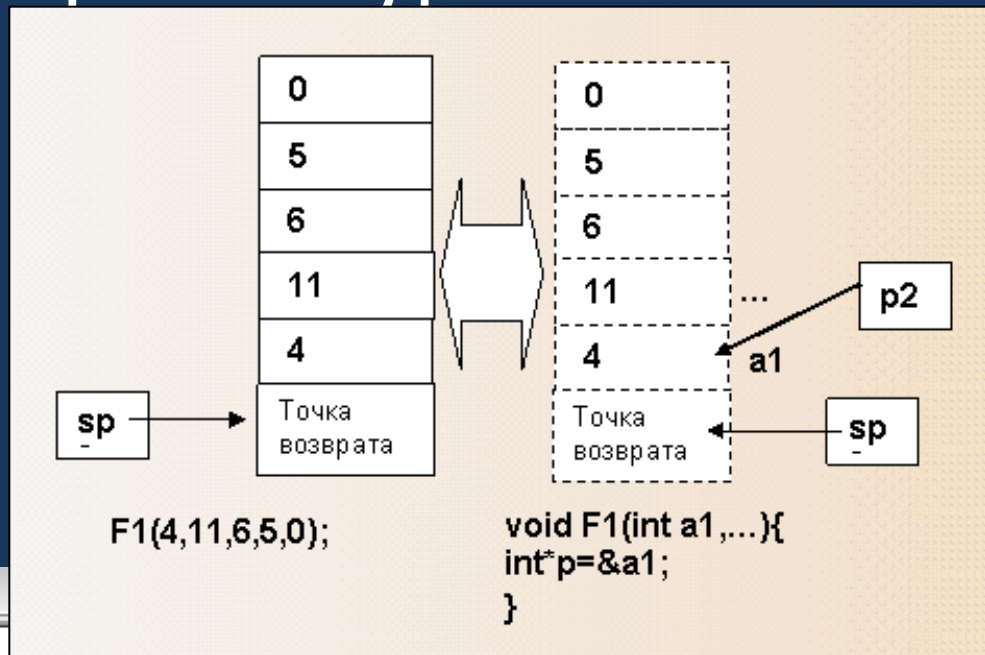 0
5
6
11
4
Точка
возврата
sp
F1(4,11,6,5,0);
0
5
6
11
...
4
a1
p2
Точка
возврата
sp
void F1(int a1,...){
int*p=&a1;
}